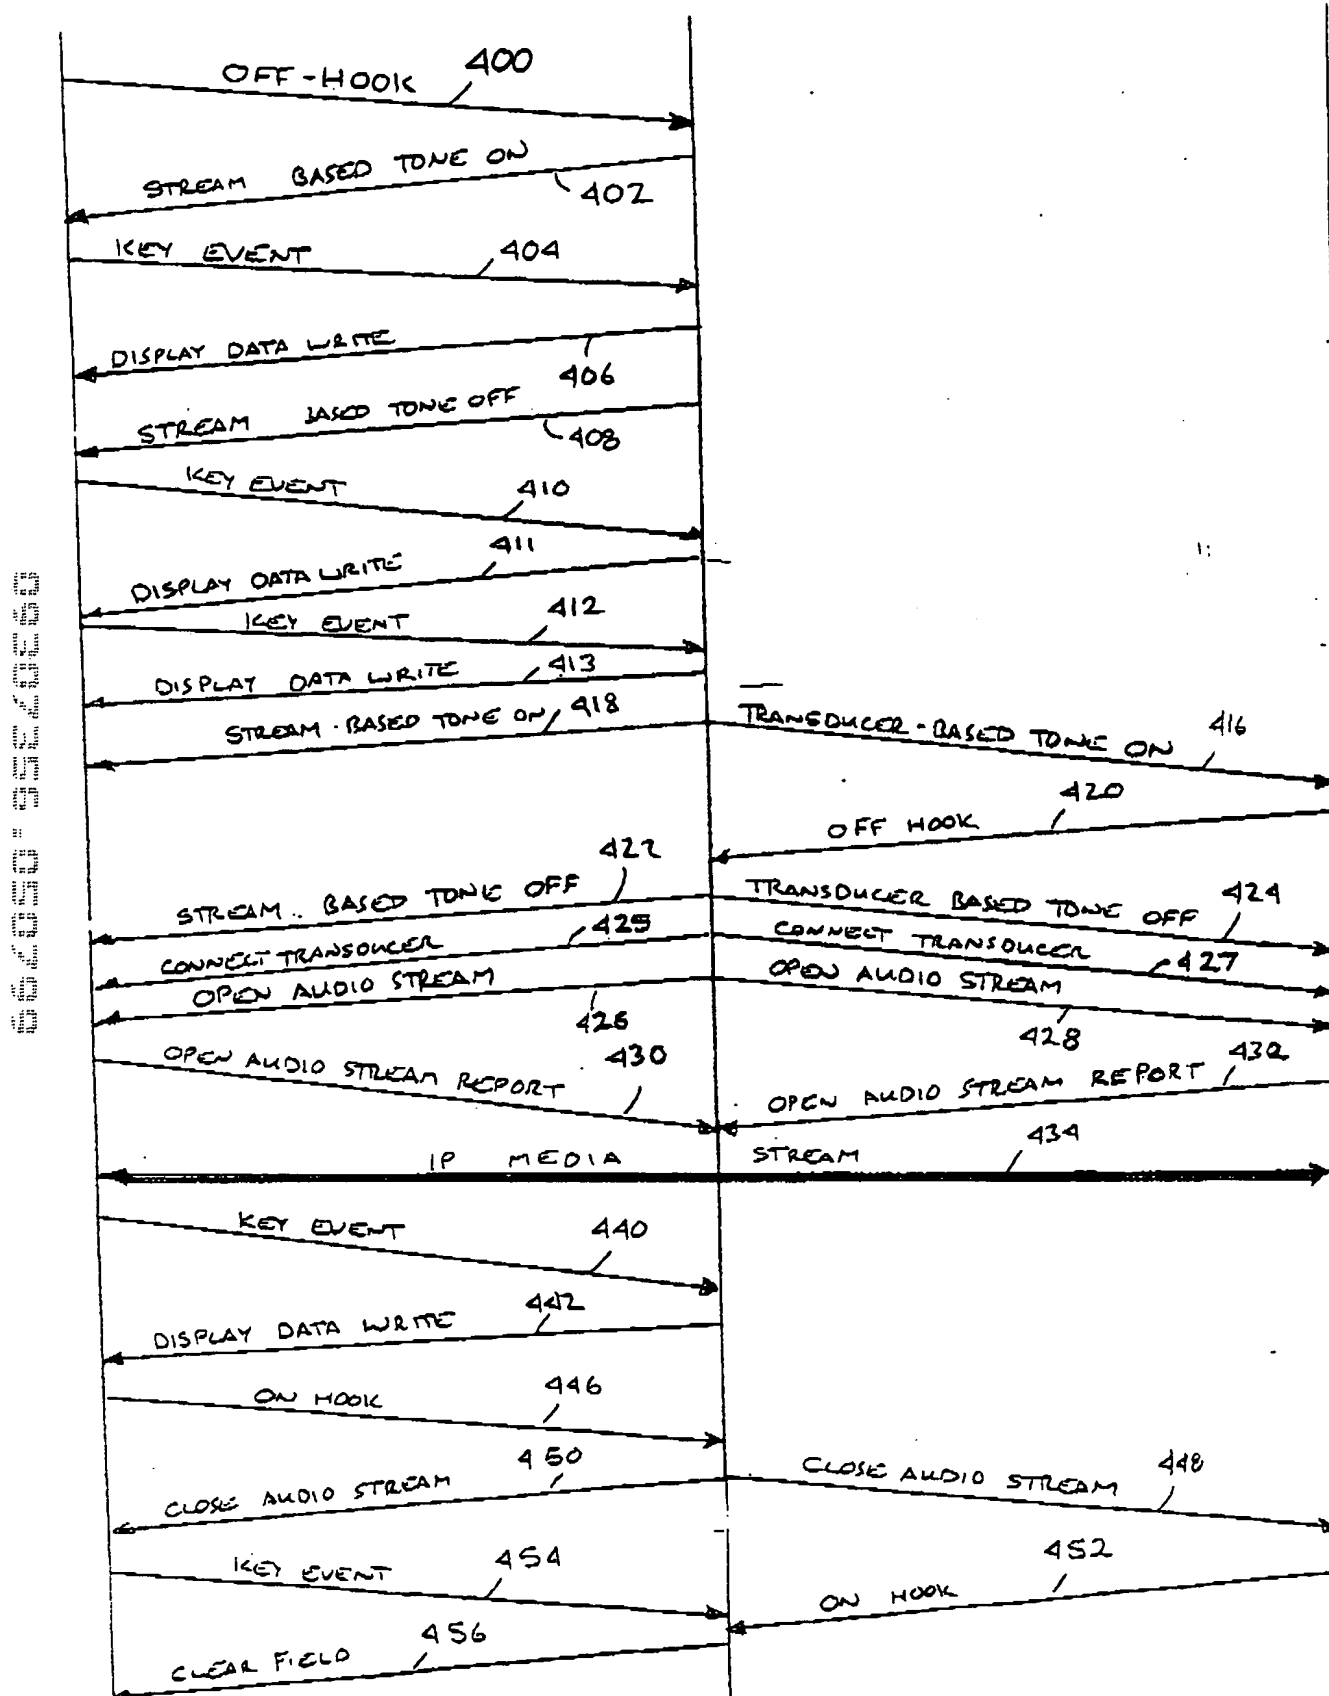 OFF-HOOK 400
STREAM BASED TONE ON
402
KEY EVENT 404
DISPLAY DATA WRITE
406
STREAM BASED TONE OFF
408
KEY EVENT 410
411
DISPLAY DATA WRITE
KEY EVENT 412
DISPLAY DATA WRITE 413
STREAM-BASED TONE ON 418
TRANSDUCER-BASED TONE ON 416
420
OFF HOOK
422
STREAM BASED TONE OFF
TRANSDUCER BASED TONE OFF 424
CONNECT TRANSDUCER 425
CONNECT TRANSDUCER 427
OPEN AUDIO STREAM
426
OPEN AUDIO STREAM
428
OPEN AUDIO STREAM REPORT 430
OPEN AUDIO STREAM REPORT 432
IP MEDIA STREAM 434
KEY EVENT 440
DISPLAY DATA WRITE 442
ON HOOK 446
CLOSE AUDIO STREAM 450
CLOSE AUDIO STREAM 448
KEY EVENT 454
ON HOOK 452
CLEAR FIELD 456